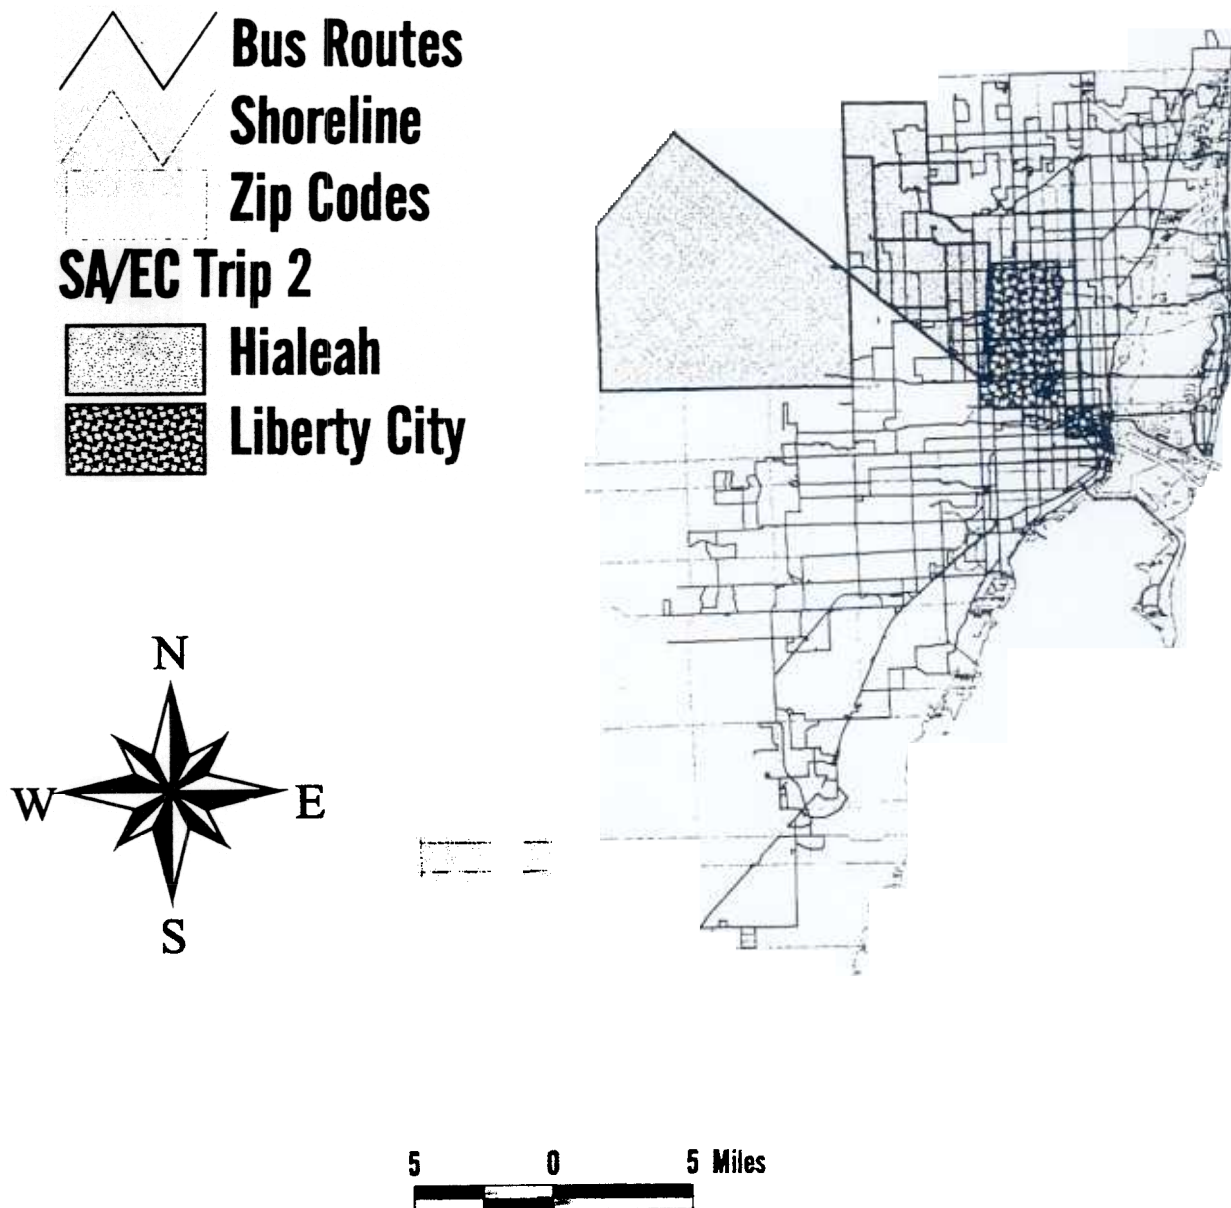 Bus Routes
Shoreline
Zip Codes
SA/EC Trip 2
Hialeah
Liberty City
N
W E
S
5 0 5 Miles